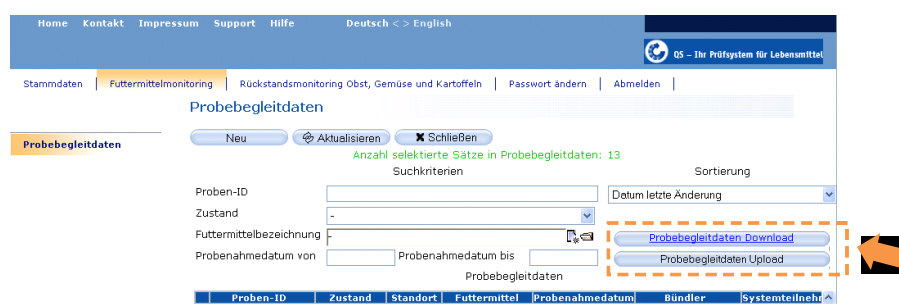 Home Kontakt Impressum Support Hilfe Deutsch < > English
QS – Ihr Prüfsystem für Lebensmittel
Stammdaten | Futtermittelmonitoring | Rückstandsmonitoring Obst, Gemüse und Kartoffeln | Passwort ändern | Abmelden |
Probebegleitdaten
Probebegleitdaten
Neu Aktualisieren Schließen
Anzahl selektierte Sätze in Probebegleitdaten: 13
Suchkriterien Sortierung
Proben-ID Datum letzte Änderung
Zustand -
Futtermittelbezeichnung - Probebegleitdaten Download
Probenahmedatum von Probenahmedatum bis Probebegleitdaten Upload
Probebegleitdaten
Proben-ID Zustand Standort Futtermittel Probenahmedatum Bündler Systemteilnehm